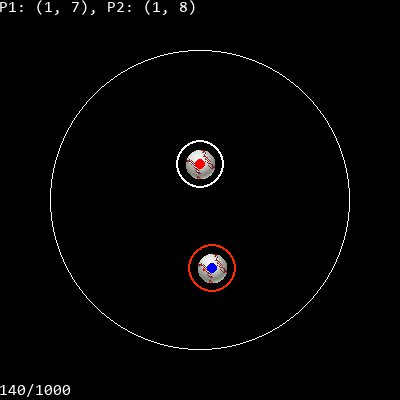 P1: (1, 7), P2: (1, 8)
140/1000